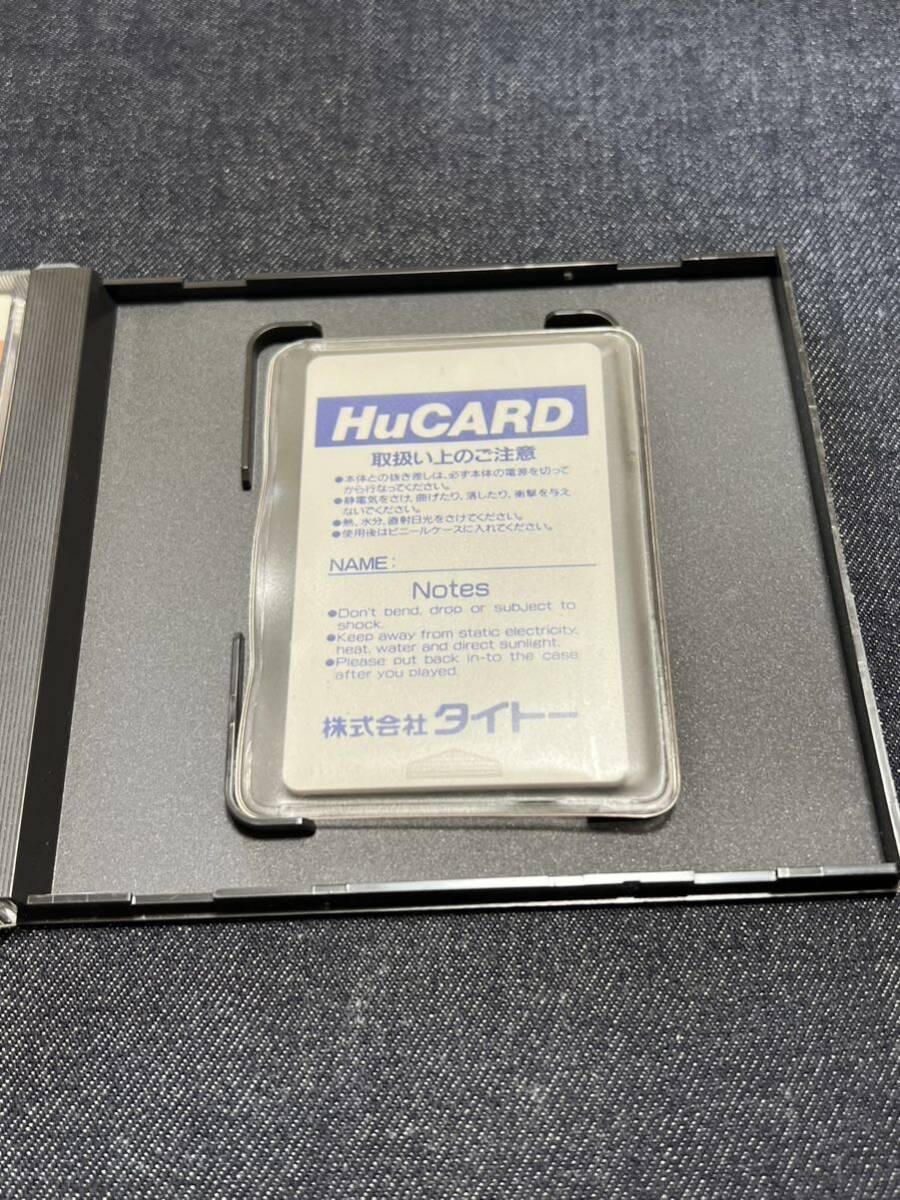 HuCARD
取扱い上のご注意
●本体との抜き差しは、必ず本体の電源を切って
から行なってください。
●静電気をさけ、曲げたり、落したり、衝撃を与え
ないでください。
●熱、水分、直射日光をさけてください。
●使用後はビニールケースに入れてください。
NAME:
Notes
●Don't bend, drop or subject to
shock.
●Keep away from static electricity,
heat, water and direct sunlight.
●Please put back in-to the case
after you played.
株式会社 タイトー